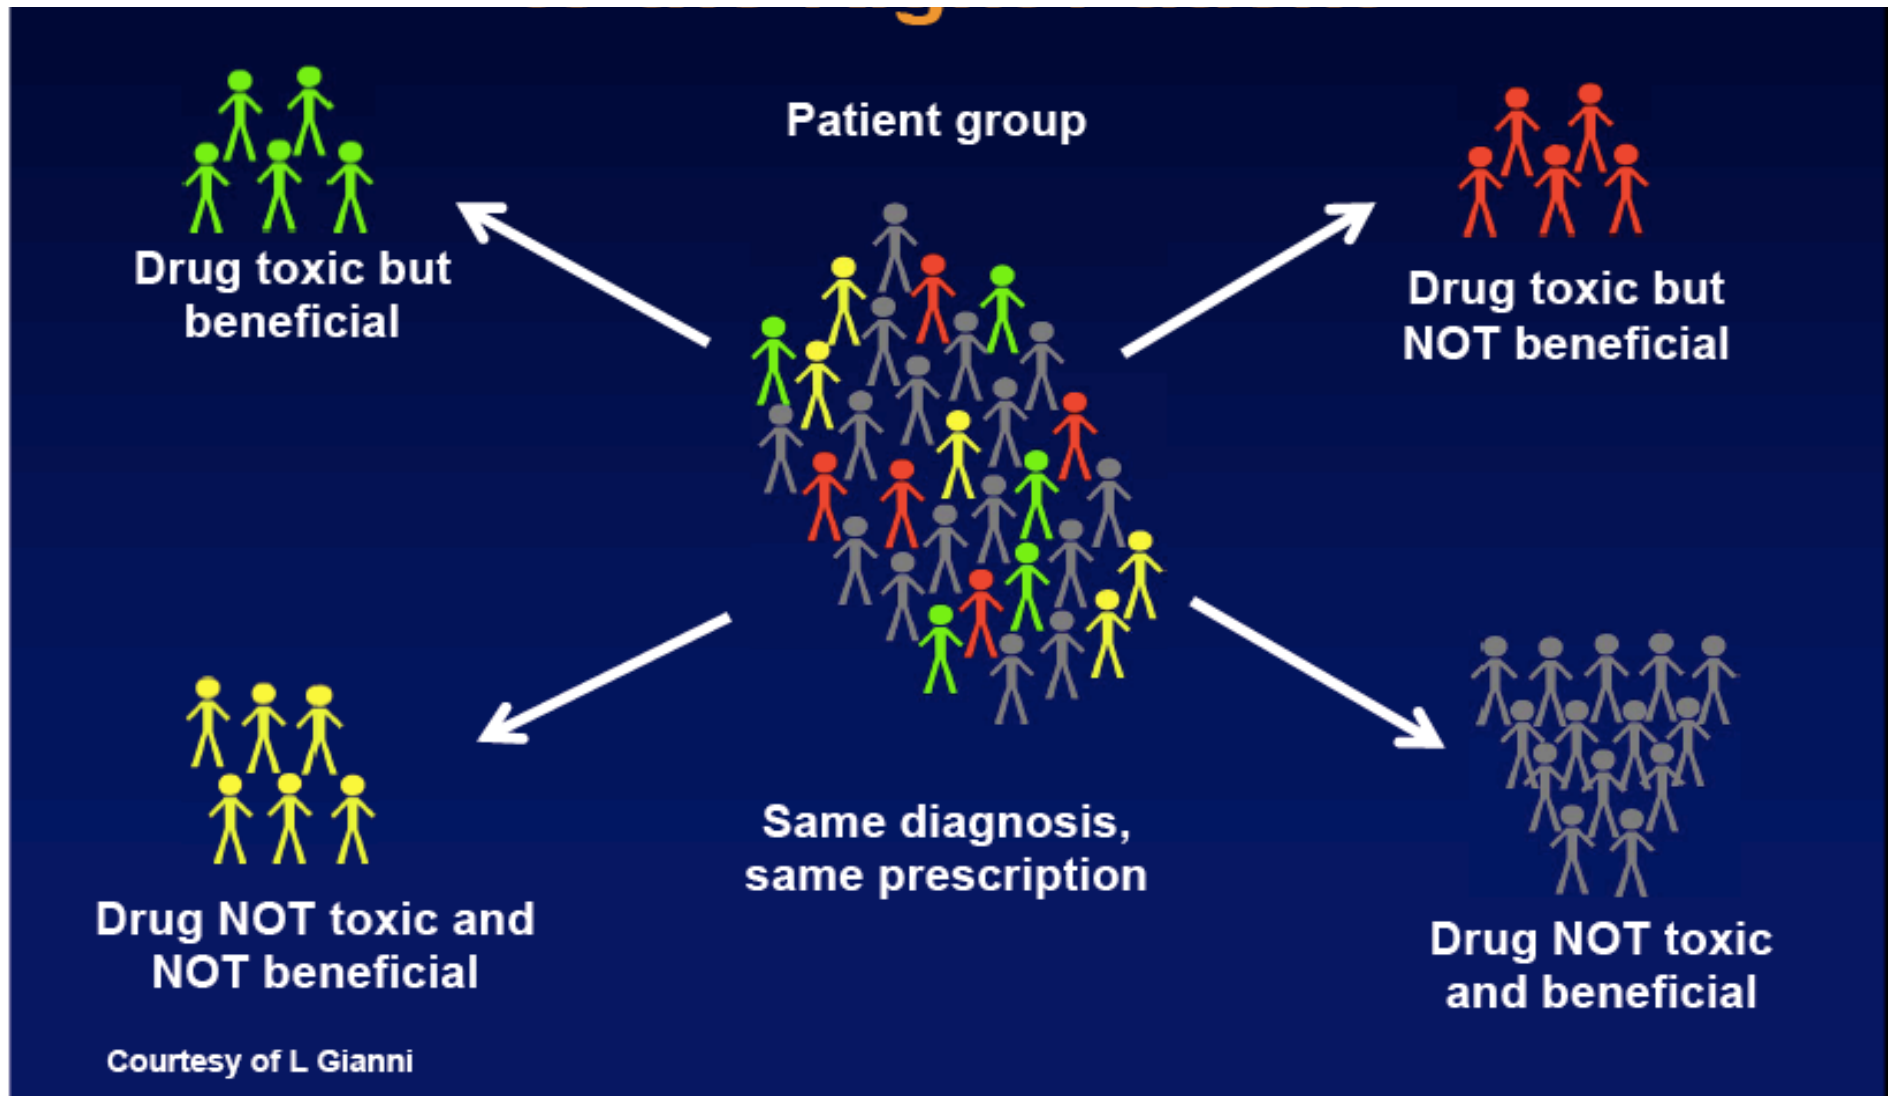 Patient group
Drug toxic but
beneficial
Drug toxic but
NOT beneficial
Same diagnosis,
same prescription
Drug NOT toxic and
NOT beneficial
Drug NOT toxic
and beneficial
Courtesy of L Gianni